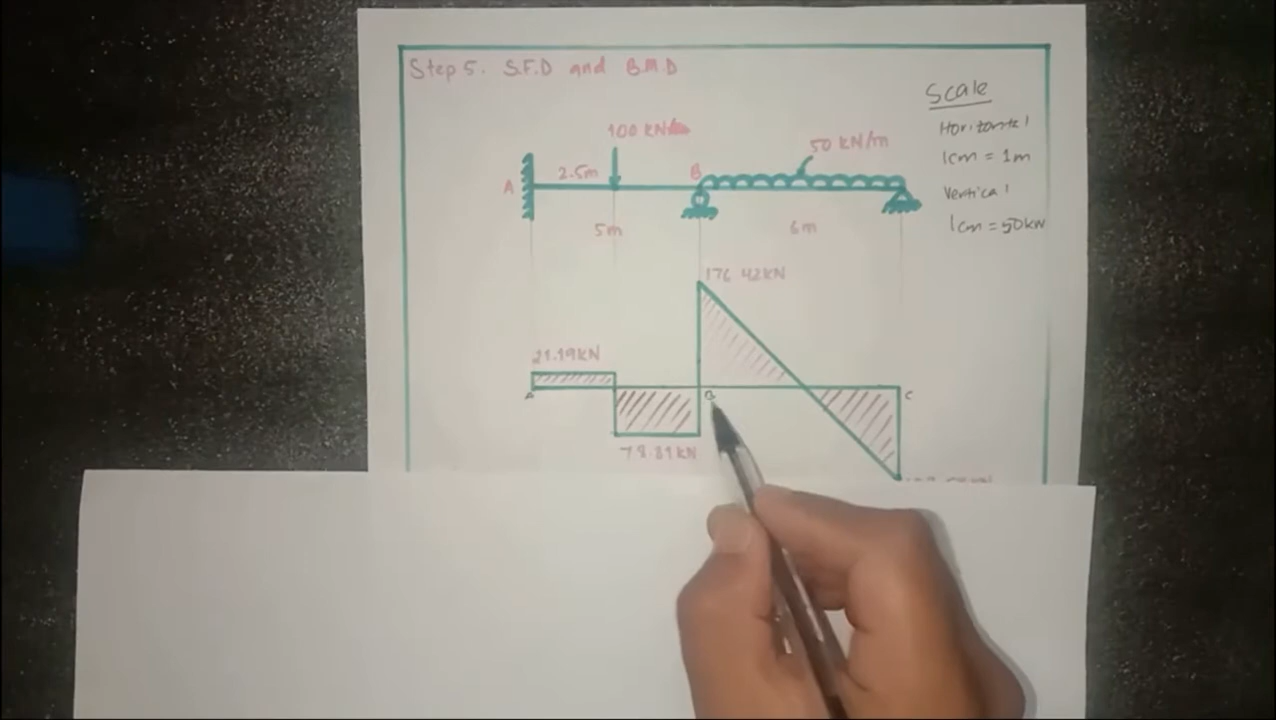 Step 5. S.F.D and B.M.D
Scale
Horizontal
1cm = 1m
Vertical
1cm = 50kN
100 KN
50 KN/m
2.5m
A
B
5m
6m
176.42KN
21.19KN
A
B
C
78.81KN